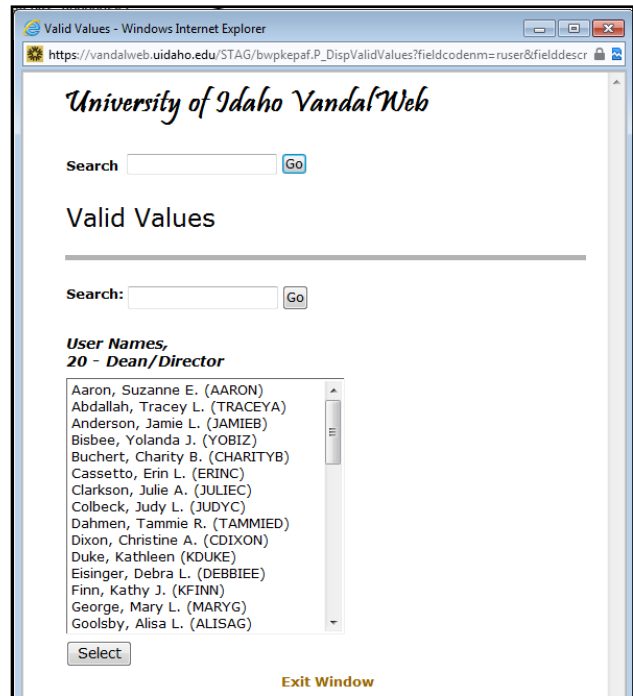 Valid Values - Windows Internet Explorer
https://vandalweb.uidaho.edu/STAG/bwpkepaf.P_DispValidValues?fieldcodenm=ruser&fielddescr
University of Idaho VandalWeb
Search Go
Valid Values
Search: Go
User Names,
20 - Dean/Director
Aaron, Suzanne E. (AARON)
Abdallah, Tracey L. (TRACEYA)
Anderson, Jamie L. (JAMIEB)
Bisbee, Yolanda J. (YOBIZ)
Buchert, Charity B. (CHARITYB)
Cassetto, Erin L. (ERINC)
Clarkson, Julie A. (JULIEC)
Colbeck, Judy L. (JUDYC)
Dahmen, Tammie R. (TAMMIED)
Dixon, Christine A. (CDIXON)
Duke, Kathleen (KDUKE)
Eisinger, Debra L. (DEBBIEE)
Finn, Kathy J. (KFINN)
George, Mary L. (MARYG)
Goolsby, Alisa L. (ALISAG)
Select
Exit Window